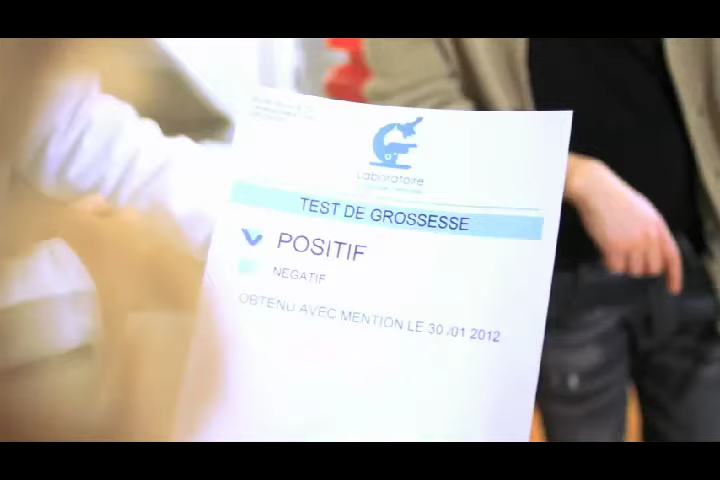 Laboratoire
TEST DE GROSSESSE
POSITIF
NEGATIF
OBTENU AVEC MENTION LE 30 /01 2012